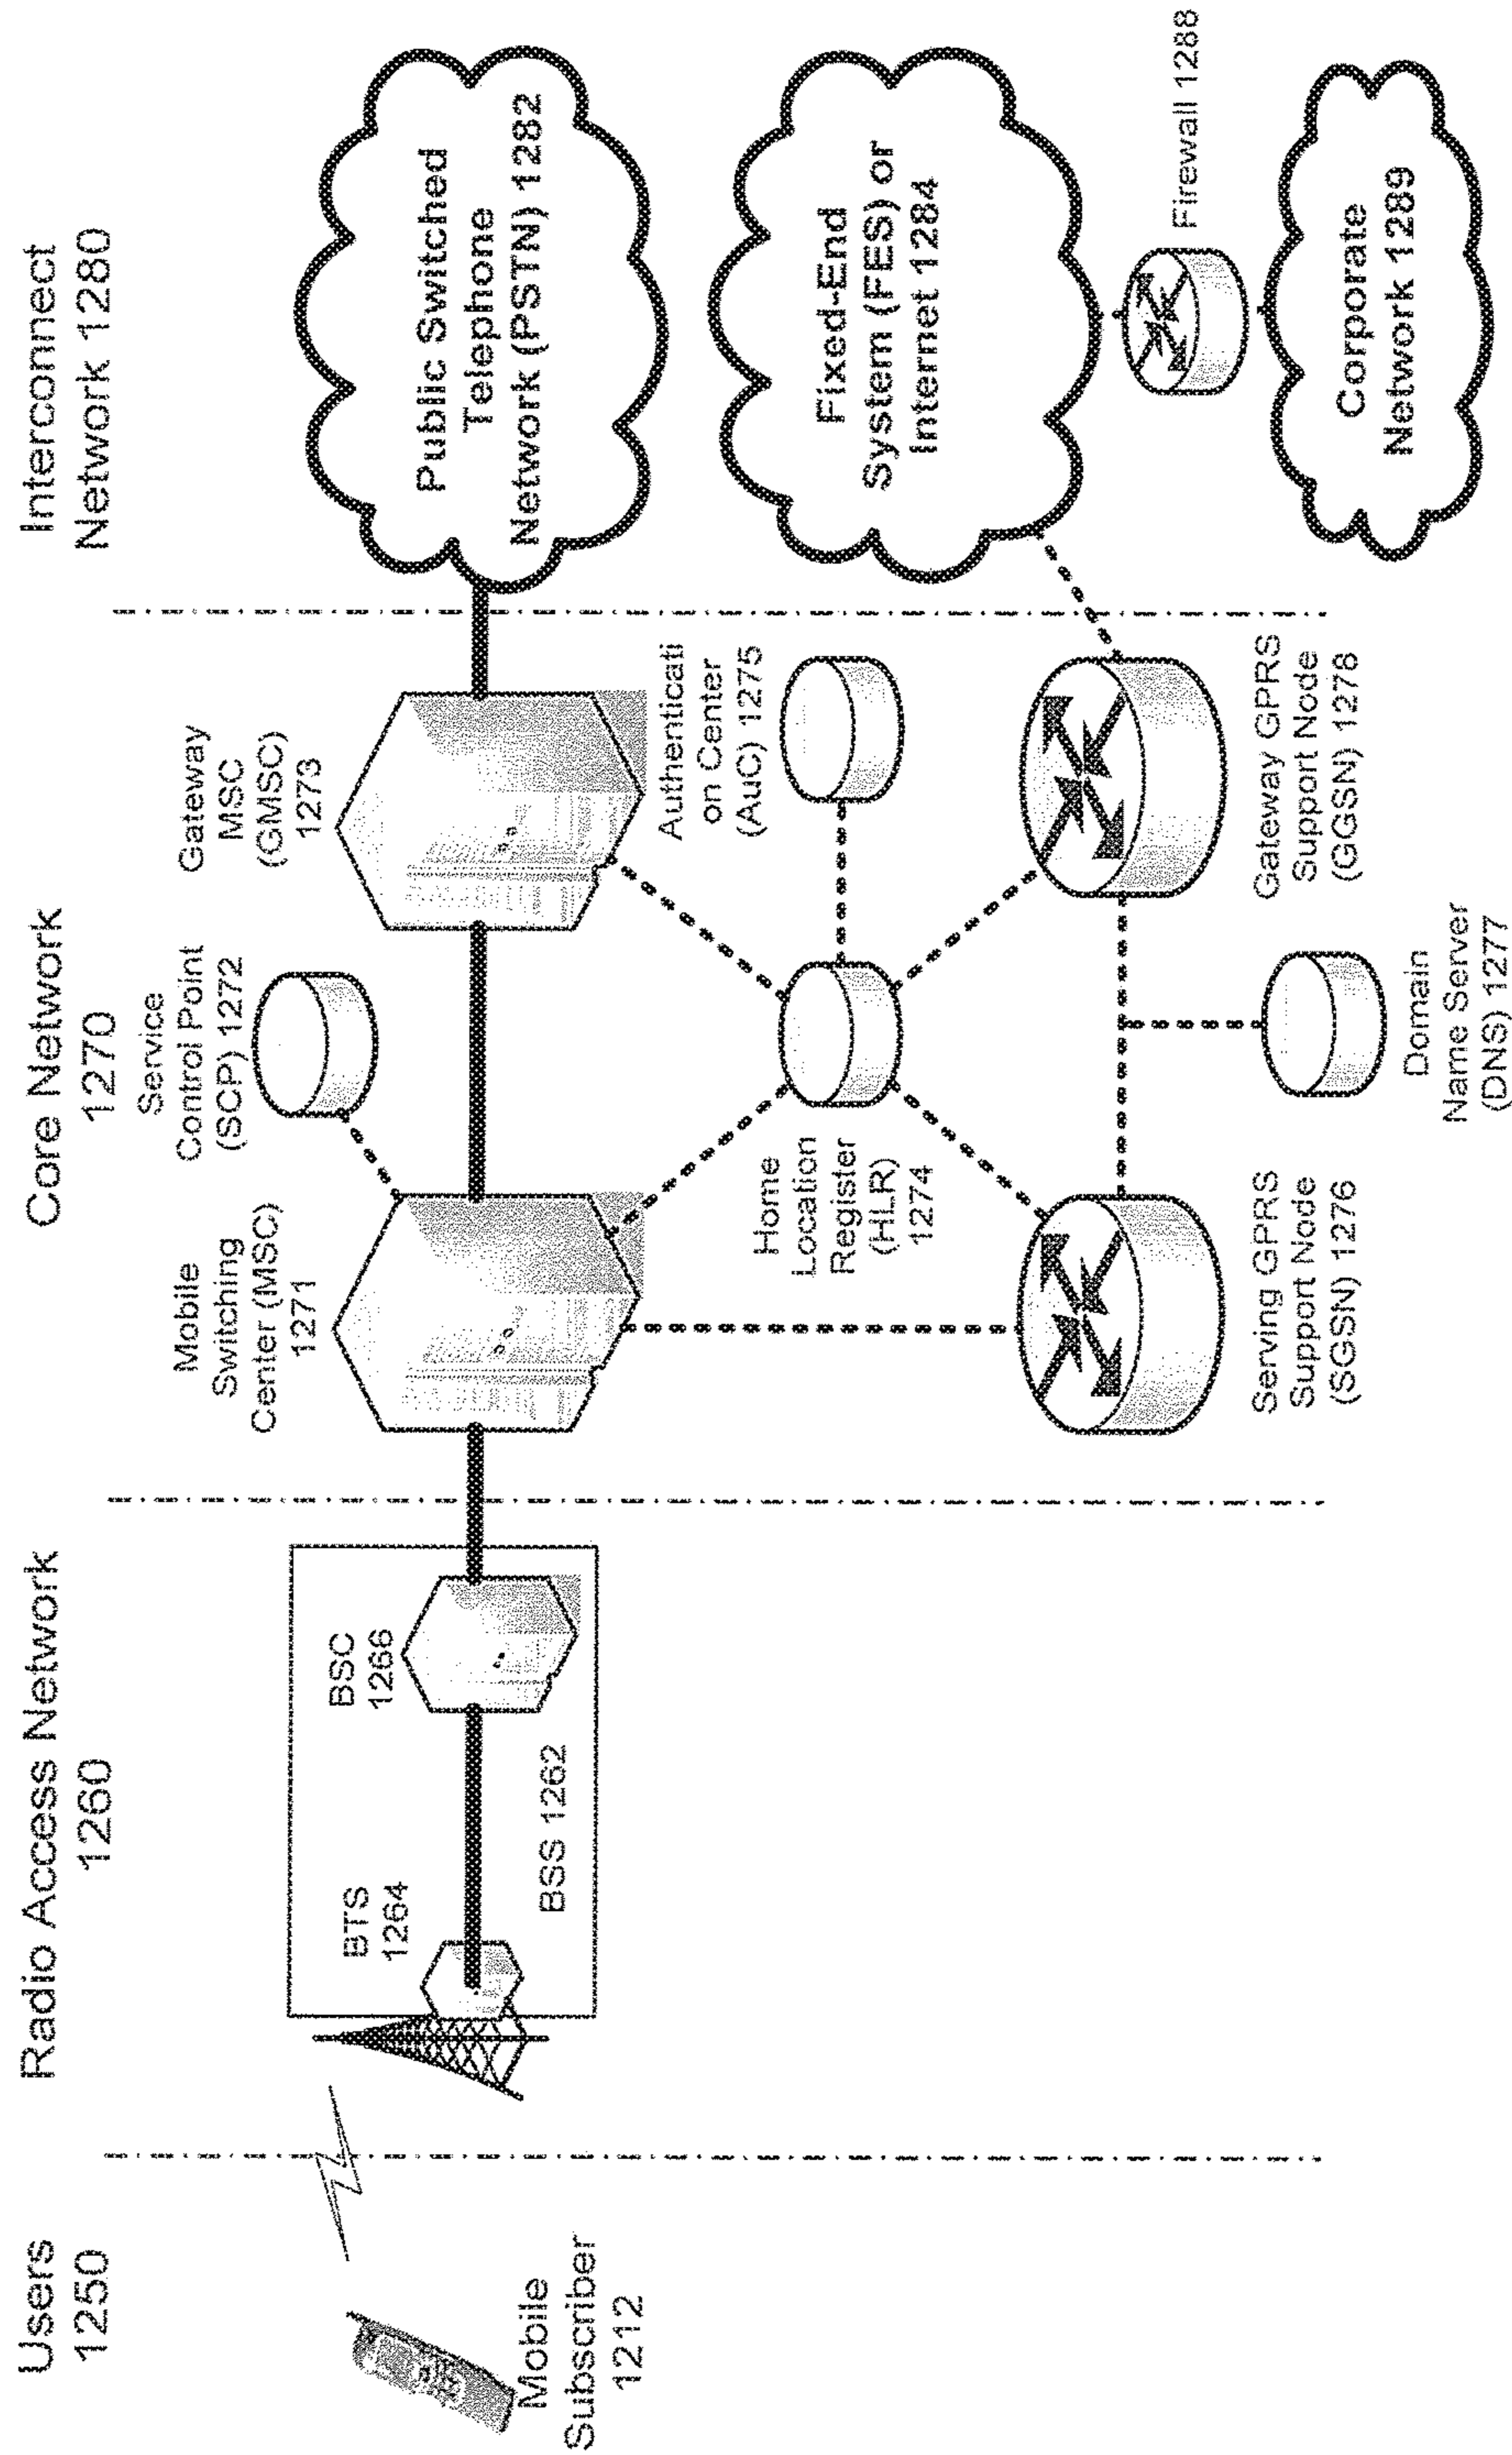 Users
1250
Radio Access Network
1260
Core Network
1270
Interconnect
Network 1280
Mobile
Subscriber
1212
BTS
1264
BSC
1266
BSS 1262
Mobile
Switching
Center (MSC)
1271
Service
Control Point
(SCP) 1272
Gateway
MSC
(GMSC)
1273
Home
Location
Register
(HLR)
1274
Authenticati
on Center
(AuC) 1275
Serving GPRS
Support Node
(SGSN) 1276
Domain
Name Server
(DNS) 1277
Gateway GPRS
Support Node
(GGSN) 1278
Public Switched
Telephone
Network (PSTN) 1282
Fixed-End
System (FES) or
Internet 1284
Firewall 1288
Corporate
Network 1289